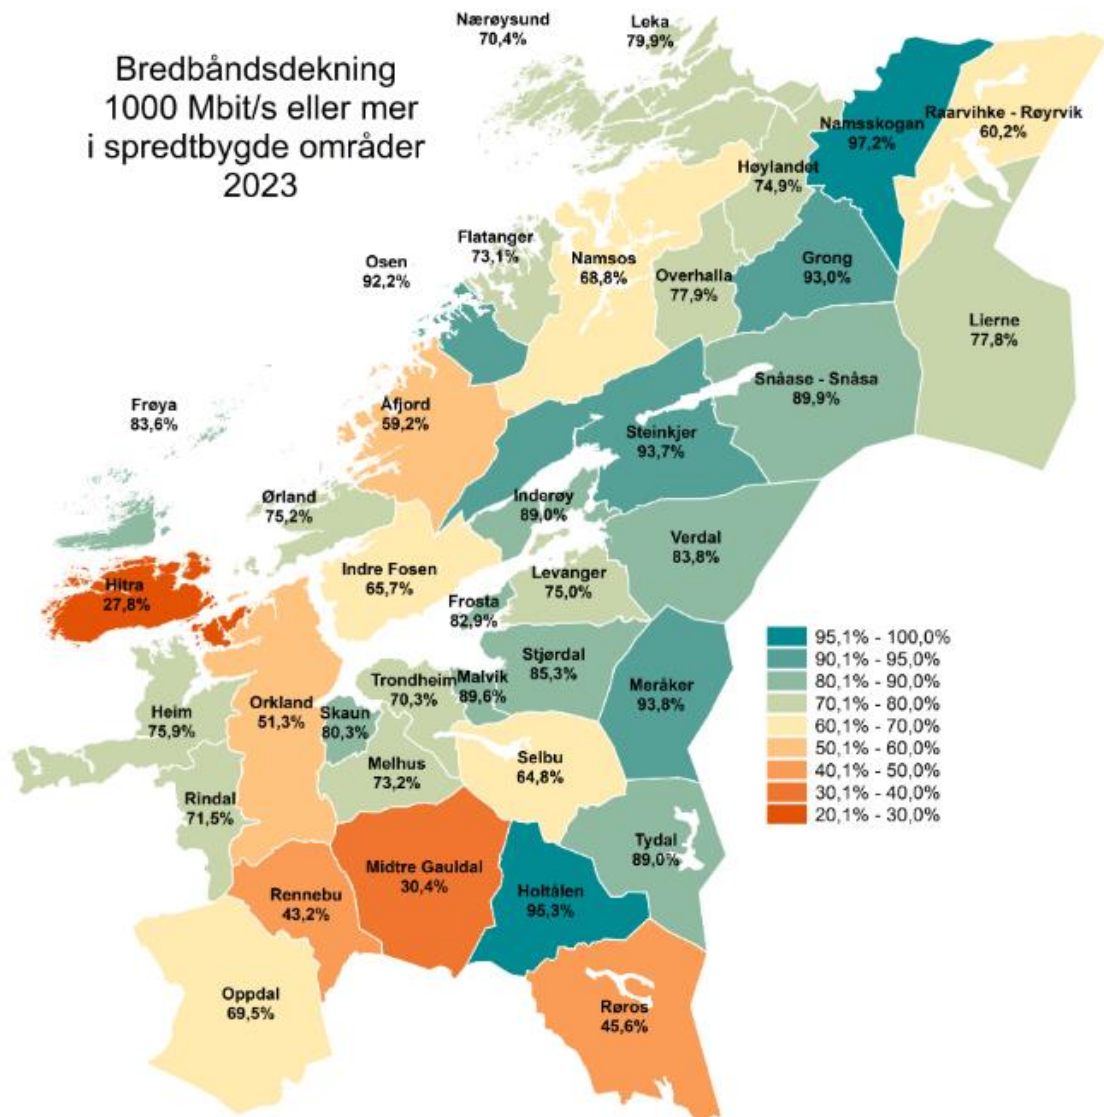 Bredbåndsdekning
1000 Mbit/s eller mer
i spredtbygde områder
2023
Nærøysund
70,4%
Leka
79,9%
Namsskogan
97,2%
Raarvihke - Røyrvik
60,2%
Høylandet
74,9%
Flatanger
73,1%
Osen
92,2%
Namsos
68,8%
Overhalla
77,9%
Grong
93,0%
Lierne
77,8%
Snåase - Snåsa
89,9%
Frøya
83,6%
Åfjord
59,2%
Steinkjer
93,7%
Ørland
75,2%
Inderøy
89,0%
Verdal
83,8%
Hitra
27,8%
Indre Fosen
65,7%
Levanger
75,0%
Frosta
82,9%
Stjørdal
85,3%
Meråker
93,8%
Trondheim
70,3%
Malvik
89,6%
Heim
75,9%
Orkland
51,3%
Skaun
80,3%
Melhus
73,2%
Selbu
64,8%
Rindal
71,5%
Tydal
89,0%
Midtre Gauldal
30,4%
Holtålen
95,3%
Rennebu
43,2%
Oppdal
69,5%
Røros
45,6%
95,1% - 100,0%
90,1% - 95,0%
80,1% - 90,0%
70,1% - 80,0%
60,1% - 70,0%
50,1% - 60,0%
40,1% - 50,0%
30,1% - 40,0%
20,1% - 30,0%